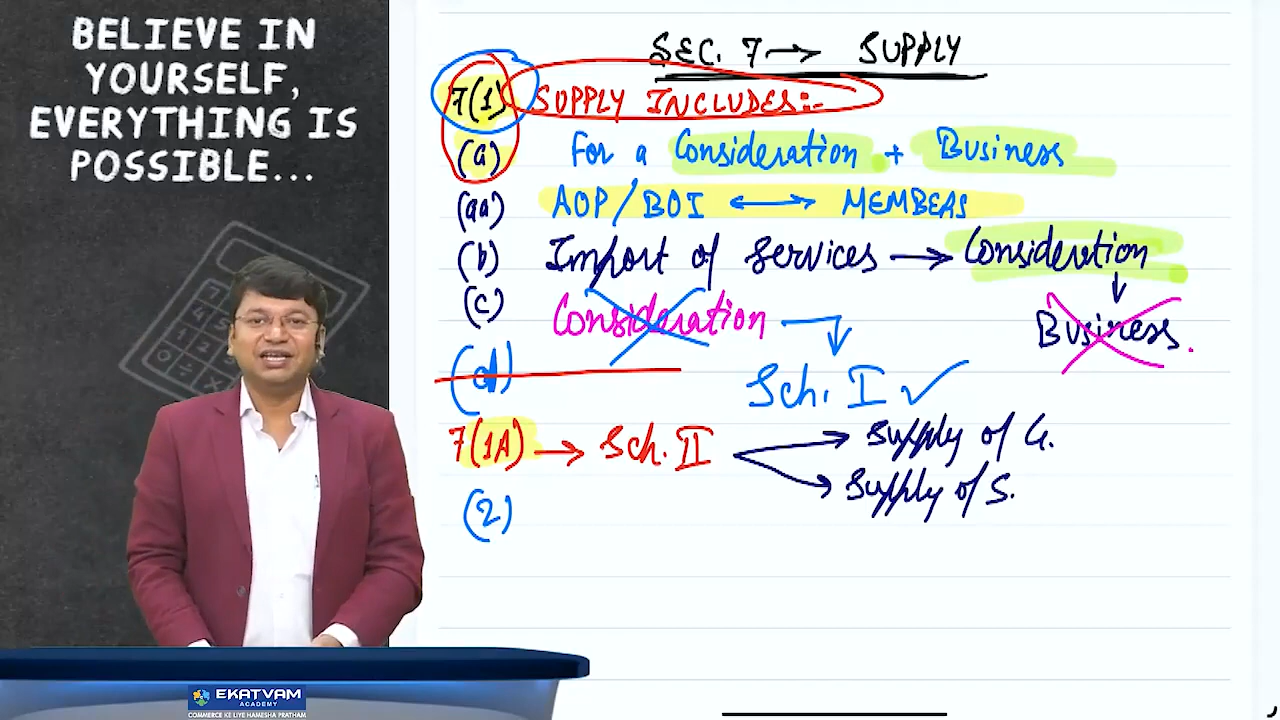 BELIEVE IN
YOURSELF,
EVERYTHING IS
POSSIBLE...
SEC. 7 → SUPPLY
7(1) SUPPLY INCLUDES:-
(a) For a Consideration + Business
(aa) AOP/BOI ↔ MEMBERS
(b) Import of Services → Consideration
↓
(c) Consideration
Business.
(d)
Sch. I ✓
7(1A) → Sch. II
Supply of G.
Supply of S.
(2)
EKATVAM
ACADEMY
COMMERCE KE LIYE HAMESHA PRATHAM